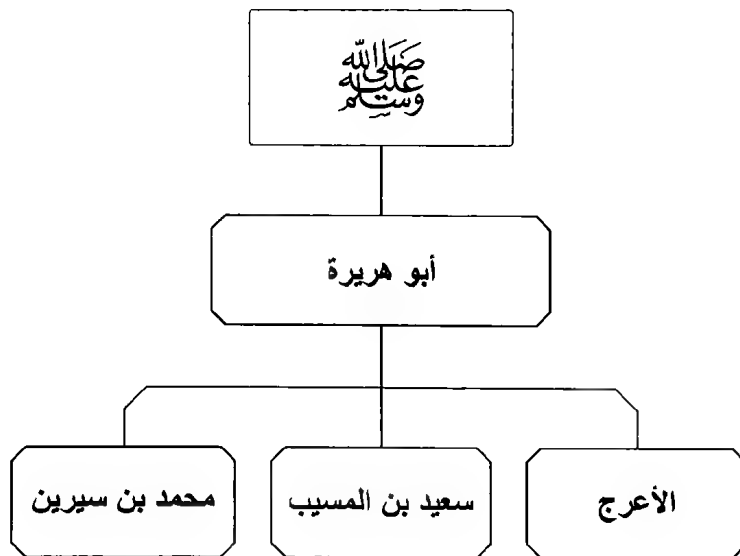 صلى الله
عليه
وسلم
أبو هريرة
الأعرج
سعيد بن المسيب
محمد بن سيرين